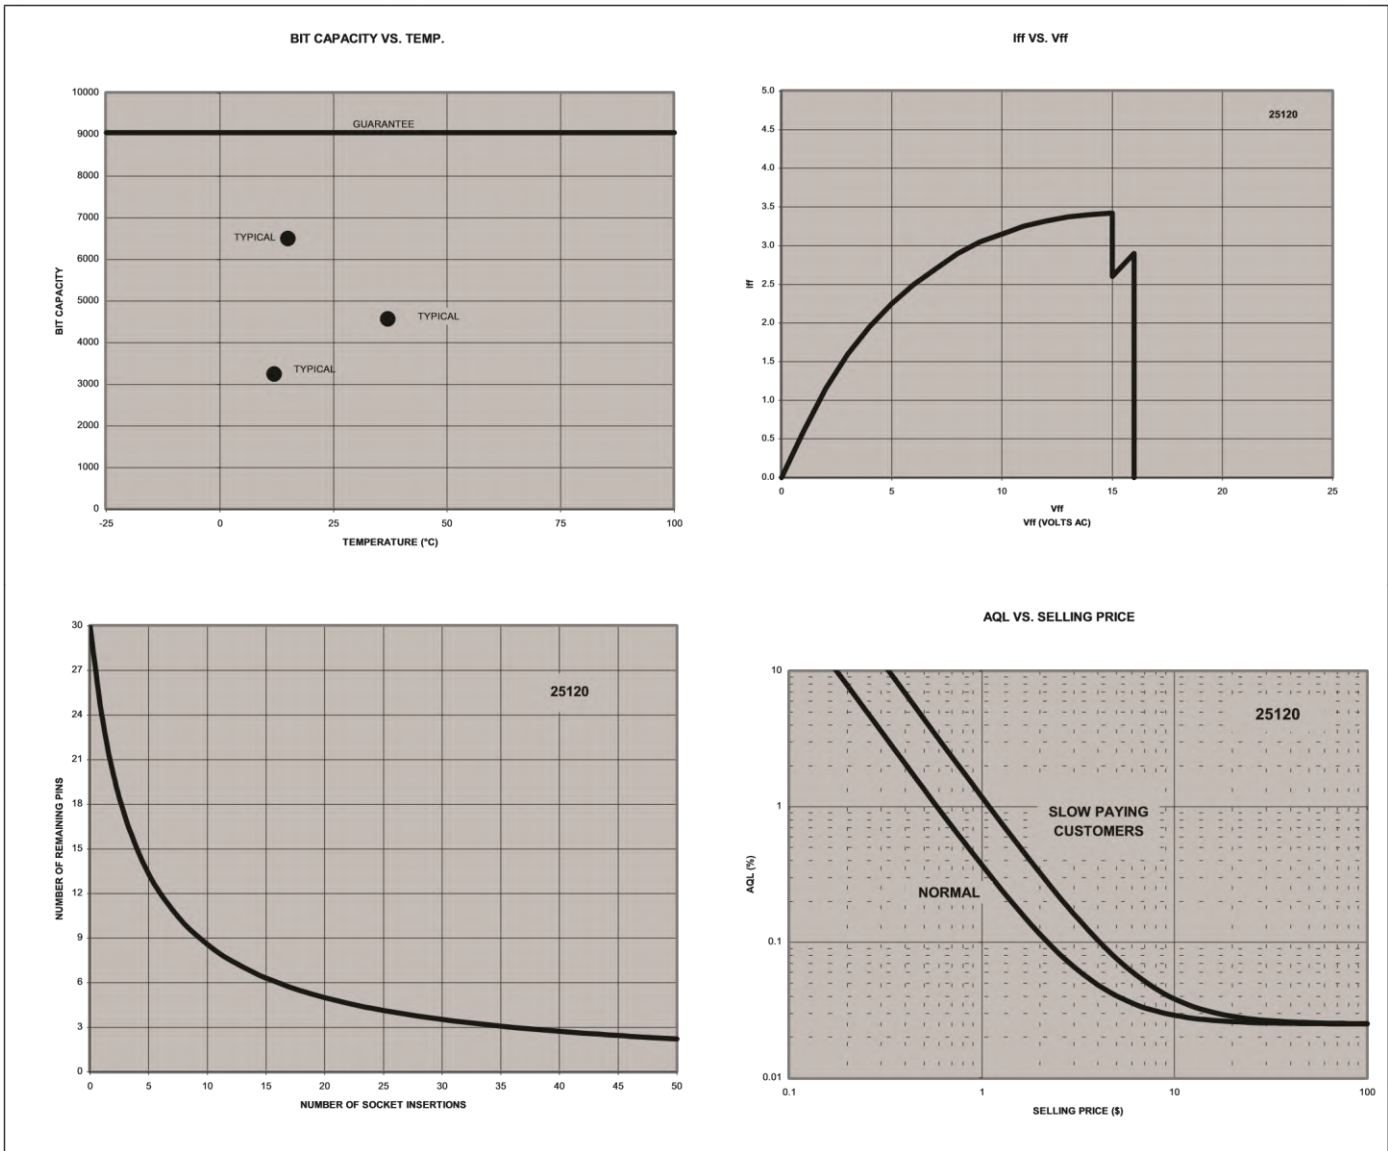 BIT CAPACITY VS. TEMP.
10000
9000
8000
7000
6000
5000
4000
3000
2000
1000
0
BIT CAPACITY
GUARANTEE
TYPICAL
TYPICAL
TYPICAL
-25 0 25 50 75 100
TEMPERATURE (°C)
Iff VS. Vff
5.0
4.5
4.0
3.5
3.0
2.5
2.0
1.5
1.0
0.5
0.0
Iff
25120
0 5 10 15 20 25
Vff
Vff (VOLTS AC)
30
27
24
21
18
15
12
9
6
3
0
NUMBER OF REMAINING PINS
25120
0 5 10 15 20 25 30 35 40 45 50
NUMBER OF SOCKET INSERTIONS
AQL VS. SELLING PRICE
10
1
0.1
0.01
AQL (%)
25120
SLOW PAYING
CUSTOMERS
NORMAL
0.1 1 10 100
SELLING PRICE ($)